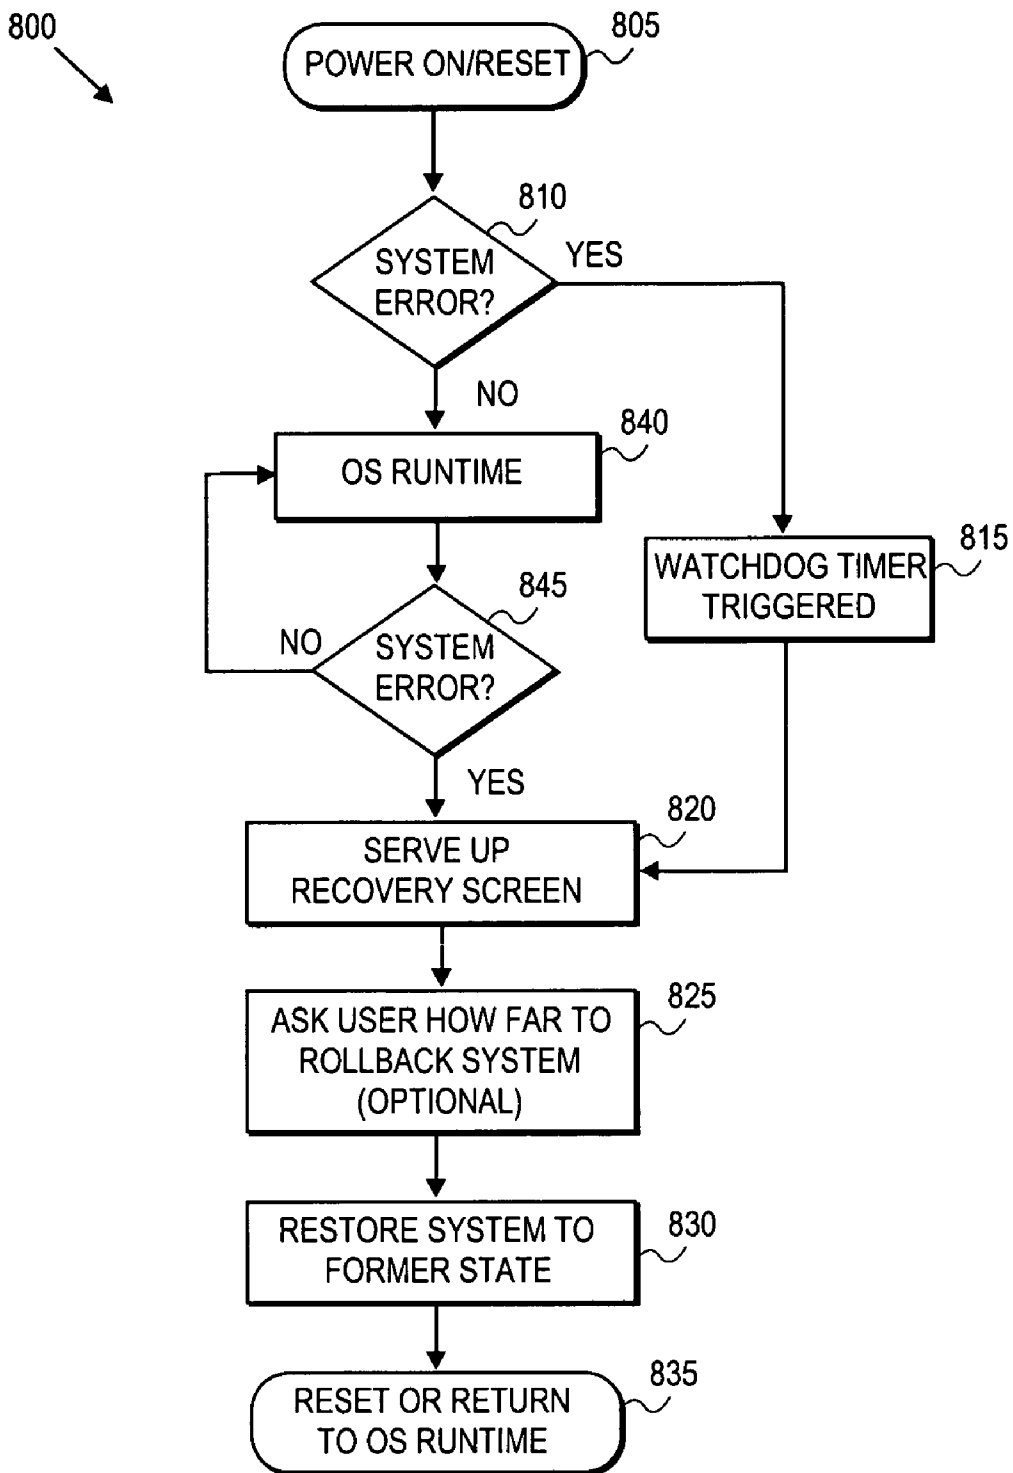 800
805
POWER ON/RESET
810
SYSTEM
ERROR?
YES
NO
840
OS RUNTIME
815
WATCHDOG TIMER
TRIGGERED
845
NO
SYSTEM
ERROR?
YES
820
SERVE UP
RECOVERY SCREEN
825
ASK USER HOW FAR TO
ROLLBACK SYSTEM
(OPTIONAL)
830
RESTORE SYSTEM TO
FORMER STATE
835
RESET OR RETURN
TO OS RUNTIME